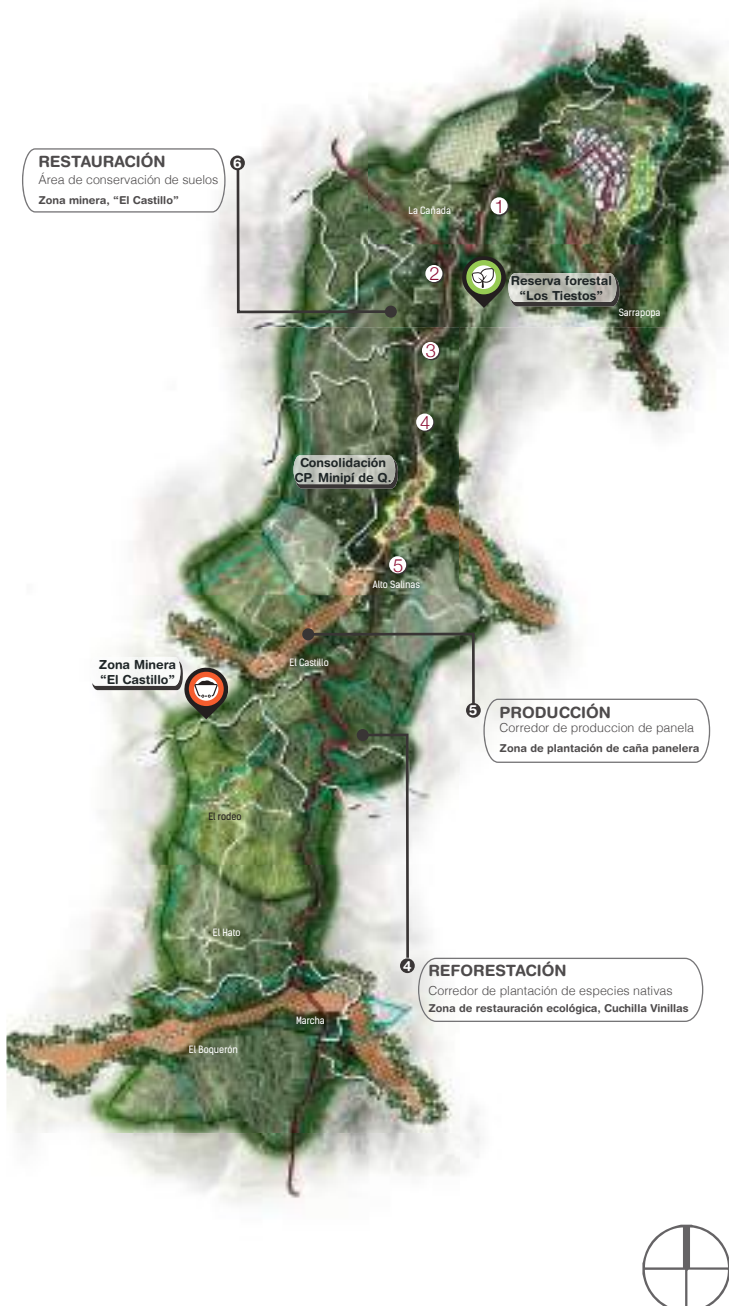 RESTAURACIÓN
Área de conservación de suelos
Zona minera, “El Castillo”
6
La Cañada
1
2
Reserva forestal
“Los Tiestos”
Sarrapopa
3
4
Consolidación
CP. Minipí de Q.
5
Alto Salinas
El Castillo
Zona Minera
“El Castillo”
5
PRODUCCIÓN
Corredor de produccion de panela
Zona de plantación de caña panelera
El rodeo
El Hato
4
REFORESTACIÓN
Corredor de plantación de especies nativas
Zona de restauración ecológica, Cuchilla Vinillas
Marcha
El Boquerón